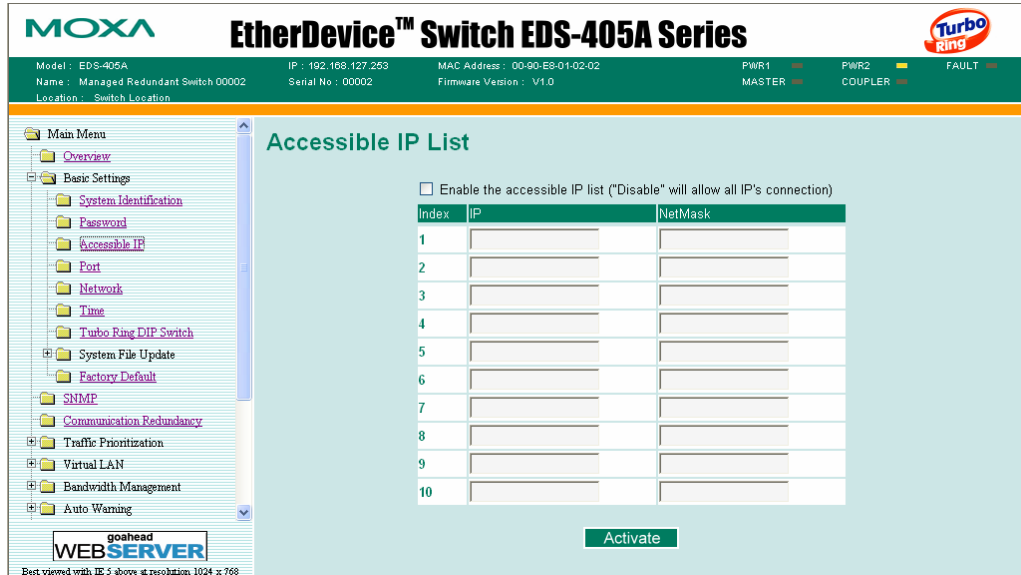 MOXA
EtherDevice™ Switch EDS-405A Series
Turbo Ring
Model : EDS-405A
IP : 192.168.127.253
MAC Address : 00-90-E8-01-02-02
PWR1
PWR2
FAULT
Name : Managed Redundant Switch 00002
Serial No : 00002
Firmware Version : V1.0
MASTER
COUPLER
Location : Switch Location
Main Menu
Overview
Basic Settings
System Identification
Password
Accessible IP
Port
Network
Time
Turbo Ring DIP Switch
System File Update
Factory Default
SNMP
Communication Redundancy
Traffic Prioritization
Virtual LAN
Bandwidth Management
Auto Warning
goahead
WEBSERVER
Best viewed with IE 5 above at resolution 1024 x 768
Accessible IP List
Enable the accessible IP list ("Disable" will allow all IP's connection)
Index IP NetMask
1
2
3
4
5
6
7
8
9
10
Activate